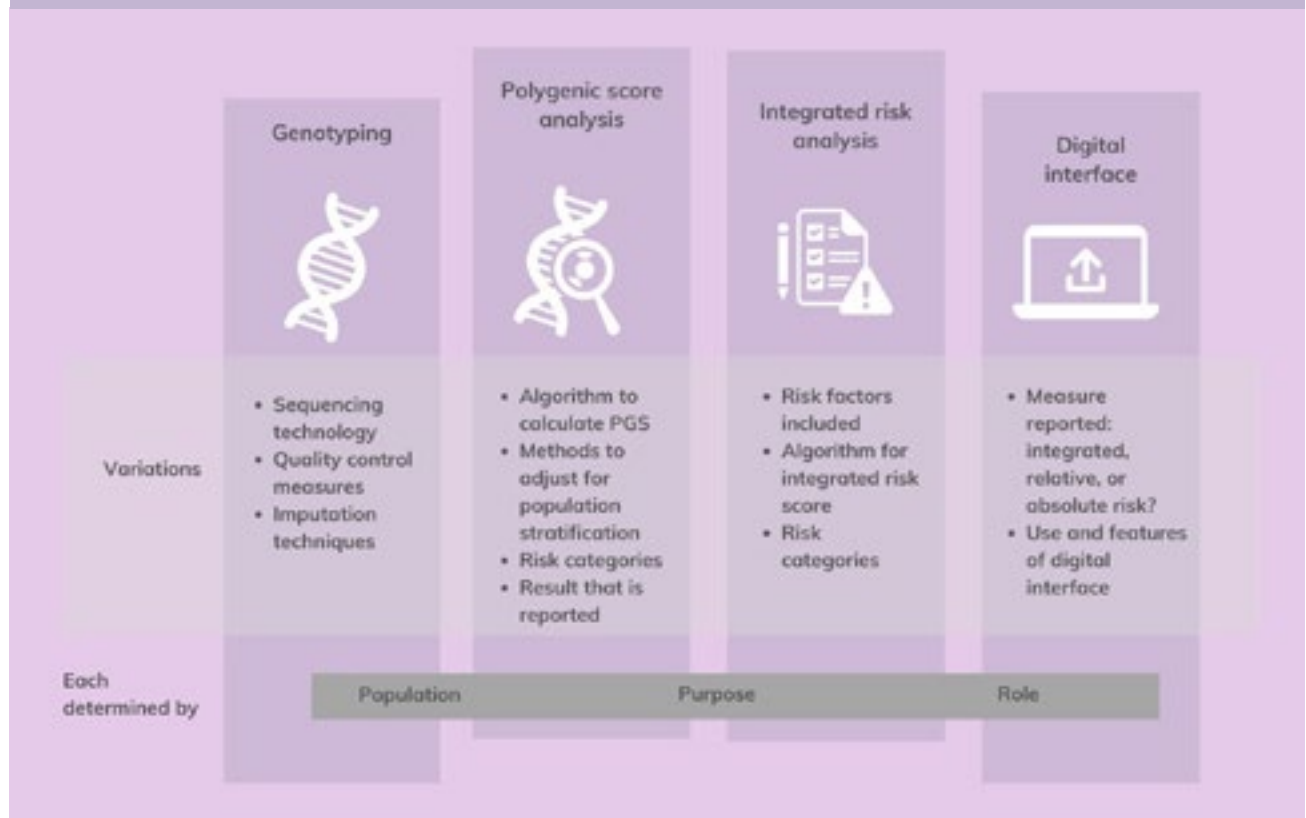 Genotyping
Polygenic score
analysis
Integrated risk
analysis
Digital
interface
Variations
• Sequencing
technology
• Quality control
measures
• Imputation
techniques
• Algorithm to
calculate PGS
• Methods to
adjust for
population
stratification
• Risk categories
• Result that is
reported
• Risk factors
included
• Algorithm for
integrated risk
score
• Risk
categories
• Measure
reported:
integrated,
relative, or
absolute risk?
• Use and features
of digital
interface
Each
determined by
Population
Purpose
Role